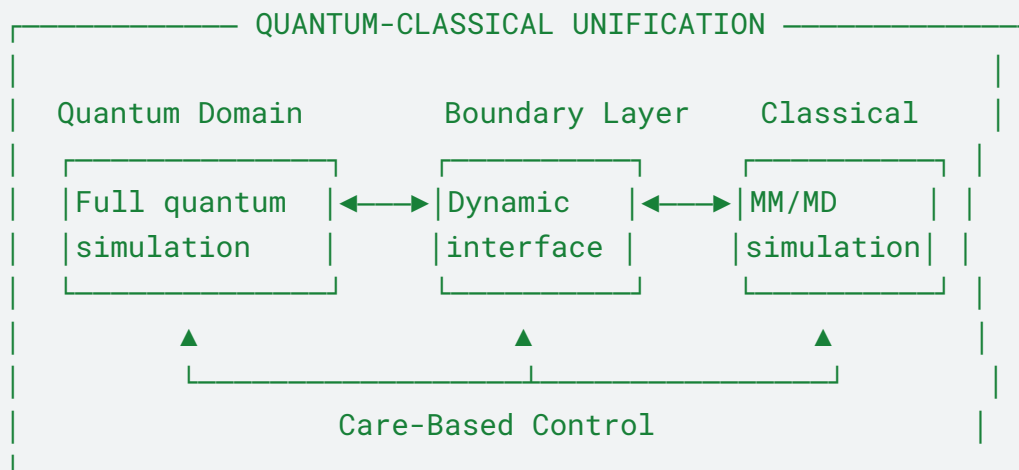 QUANTUM-CLASSICAL UNIFICATION
Quantum Domain Boundary Layer Classical
Full quantum Dynamic MM/MD
simulation interface simulation
Care-Based Control